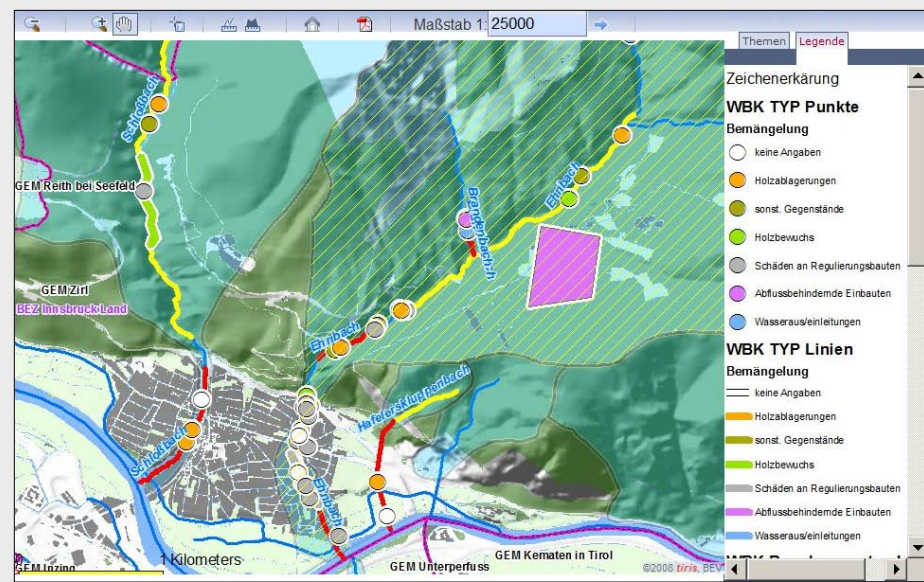 Maßstab 1: 25000
Themen
Legende
Zeichenerkärung
WBK TYP Punkte
Bemängelung
keine Angaben
Holzablagerungen
sonst. Gegenstände
Holzbewuchs
Schäden an Regulierungsbauten
Abflussbehindernde Einbauten
Wasseraus/einleitungen
WBK TYP Linien
Bemängelung
keine Angaben
Holzablagerungen
sonst. Gegenstände
Holzbewuchs
Schäden an Regulierungsbauten
Abflussbehindernde Einbauten
Wasseraus/einleitungen
Schloßbach
GEM Reith bei Seefeld
Ehnbach
GEM Zirl
BEZ Innsbruck-Land
Ehnbach
Schloßbach
Ehnbach
1 Kilometers
GEM Inzing
GEM Unterperfuss
GEM Kematen in Tirol
©2008 tiris, BEV